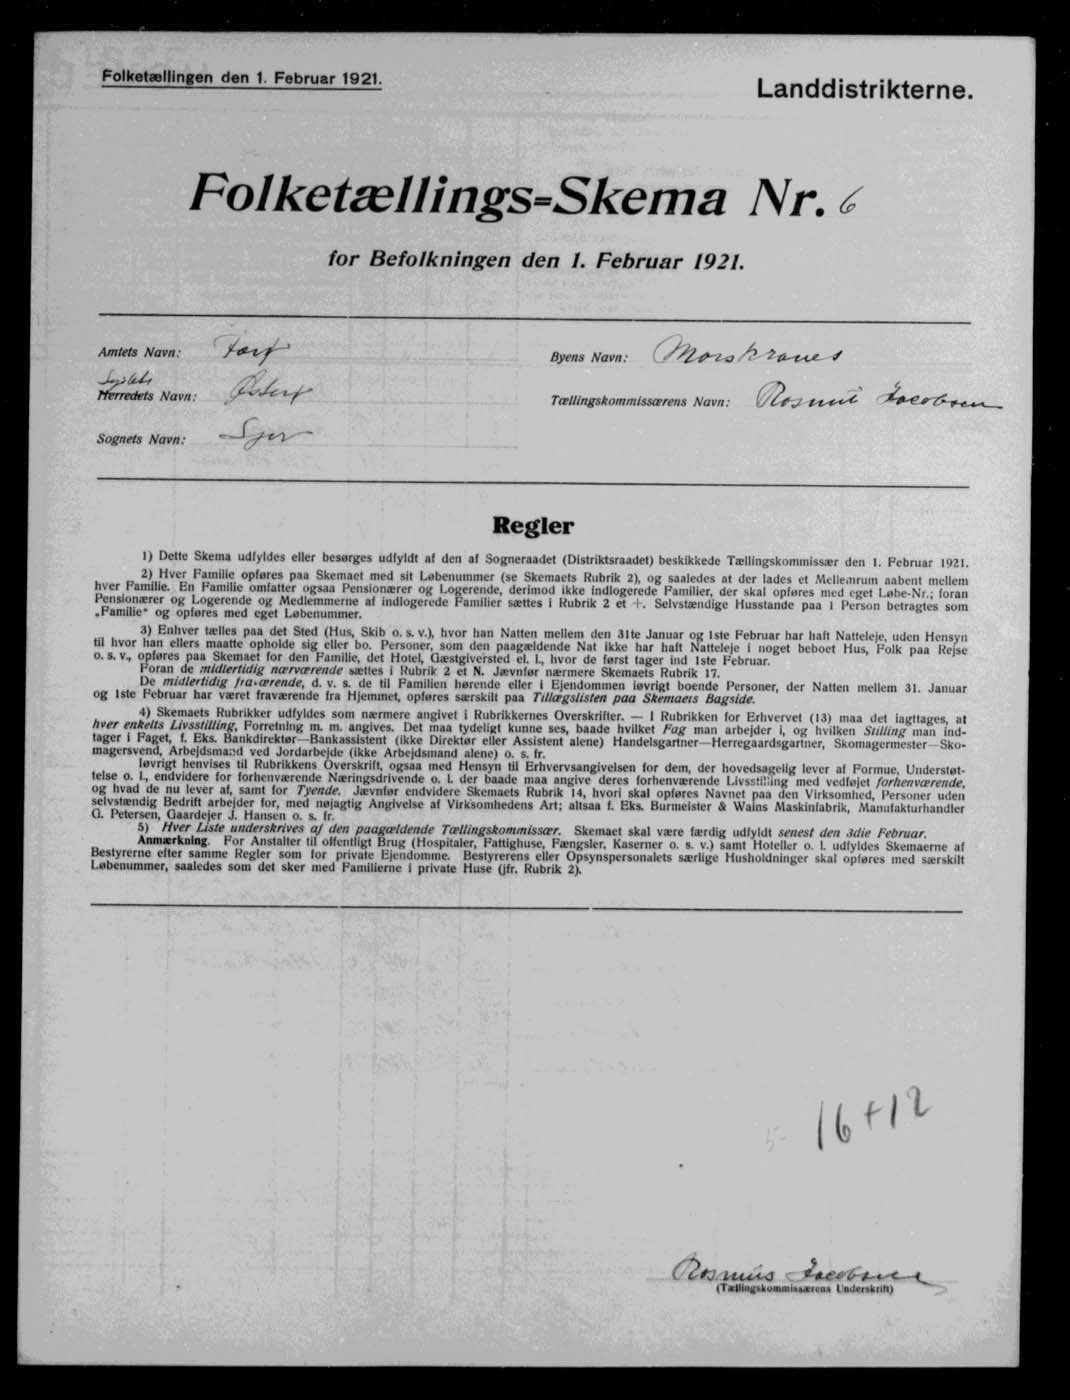 Folketællingen den 1. Februar 1921.
Landdistrikterne.
Folketællings=Skema Nr. 6
for Befolkningen den 1. Februar 1921.
Amtets Navn: Færø
Byens Navn: Morskranes
Syslets
Herredets Navn: Østerø
Tællingskommissærens Navn: Rasmus Jacobsen
Sognets Navn: Sjov
Regler
1) Dette Skema udfyldes eller besørges udfyldt af den af Sogneraadet (Distriktsraadet) beskikkede Tællingskommissær den 1. Februar 1921.
2) Hver Familie opføres paa Skemaet med sit Løbenummer (se Skemaets Rubrik 2), og saaledes at der lades et Mellemrum aabent mellem
hver Familie. En Familie omfatter ogsaa Pensionærer og Logerende, derimod ikke indlogerede Familier, der skal opføres med eget Løbe-Nr.; foran
Pensionærer og Logerende og Medlemmerne af indlogerede Familier sættes i Rubrik 2 et +. Selvstændige Husstande paa 1 Person betragtes som
„Familie“ og opføres med eget Løbenummer.
3) Enhver tælles paa det Sted (Hus, Skib o. s. v.), hvor han Natten mellem den 31te Januar og 1ste Februar har haft Natteleje, uden Hensyn
til hvor han ellers maatte opholde sig eller bo. Personer, som den paagældende Nat ikke har haft Natteleje i noget beboet Hus, Folk paa Rejse
o. s. v., opføres paa Skemaet for den Familie, det Hotel, Gæstgiversted el. l., hvor de først tager ind 1ste Februar.
Foran de midlertidig nærværende sættes i Rubrik 2 et N. Jævnfør nærmere Skemaets Rubrik 17.
De midlertidig fraværende, d. v. s. de til Familien hørende eller i Ejendommen iøvrigt boende Personer, der Natten mellem 31. Januar
og 1ste Februar har været fraværende fra Hjemmet, opføres særskilt paa Tillægslisten paa Skemaets Bagside.
4) Skemaets Rubrikker udfyldes som nærmere angivet i Rubrikkernes Overskrifter. — I Rubrikken for Erhvervet (13) maa det iagttages, at
hver enkelts Livsstilling, Forretning m. m. angives. Det maa tydeligt kunne ses, baade hvilket Fag man arbejder i, og hvilken Stilling man ind-
tager i Faget, f. Eks. Bankdirektør—Bankassistent (ikke Direktør eller Assistent alene) Handelsgartner—Herregaardsgartner, Skomagermester—Sko-
magersvend, Arbejdsmand ved Jordarbejde (ikke Arbejdsmand alene) o. s. fr.
Iøvrigt henvises til Rubrikkens Overskrift, ogsaa med Hensyn til Erhvervsangivelsen for dem, der hovedsagelig lever af Formue, Understøt-
telse o. l., endvidere for forhenværende Næringsdrivende o. l. der baade maa angive deres forhenværende Livsstilling med vedføjet forhenværende,
og hvad de nu lever af, samt for Tyende. Jævnfør endvidere Skemaets Rubrik 14, hvori skal opføres Navnet paa den Virksomhed, Personer uden
selvstændig Bedrift arbejder for, med nøjagtig Angivelse af Virksomhedens Art; altsaa f. Eks. Burmeister & Wains Maskinfabrik, Manufakturhandler
G. Petersen, Gaardejer J. Hansen o. s. fr.
5) Hver Liste underskrives af den paagældende Tællingskommissær. Skemaet skal være færdig udfyldt senest den 3die Februar.
Anmærkning. For Anstalter til offentligt Brug (Hospitaler, Fattighuse, Fængsler, Kaserner o. s. v.) samt Hoteller o. l. udfyldes Skemaerne af
Bestyrerne efter samme Regler som for private Ejendomme. Bestyrerens eller Opsynspersonalets særlige Husholdninger skal opføres med særskilt
Løbenummer, saaledes som det sker med Familierne i private Huse (jfr. Rubrik 2).
16+12
Rasmus Jacobsen
(Tællingskommissærens Underskrift)